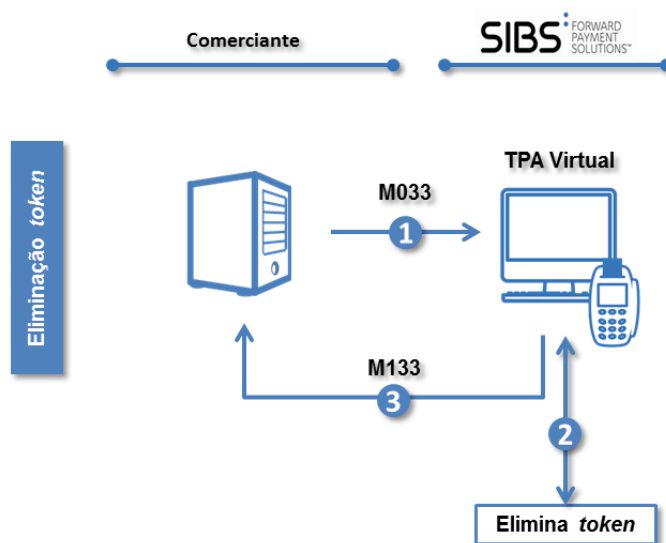 Comerciante
SIBS FORWARD
PAYMENT
SOLUTIONS™
Eliminação token
TPA Virtual
M033
1
M133
3
2
Elimina token